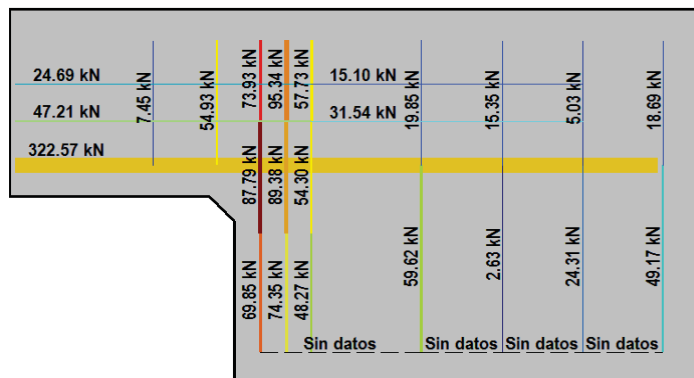 24.69 kN
7.45 kN
54.93 kN
73.93 kN
95.34 kN
57.73 kN
15.10 kN
19.85 kN
15.35 kN
5.03 kN
18.69 kN
47.21 kN
31.54 kN
322.57 kN
87.79 kN
89.38 kN
54.30 kN
69.85 kN
74.35 kN
48.27 kN
59.62 kN
2.63 kN
24.31 kN
49.17 kN
Sin datos
Sin datos
Sin datos
Sin datos